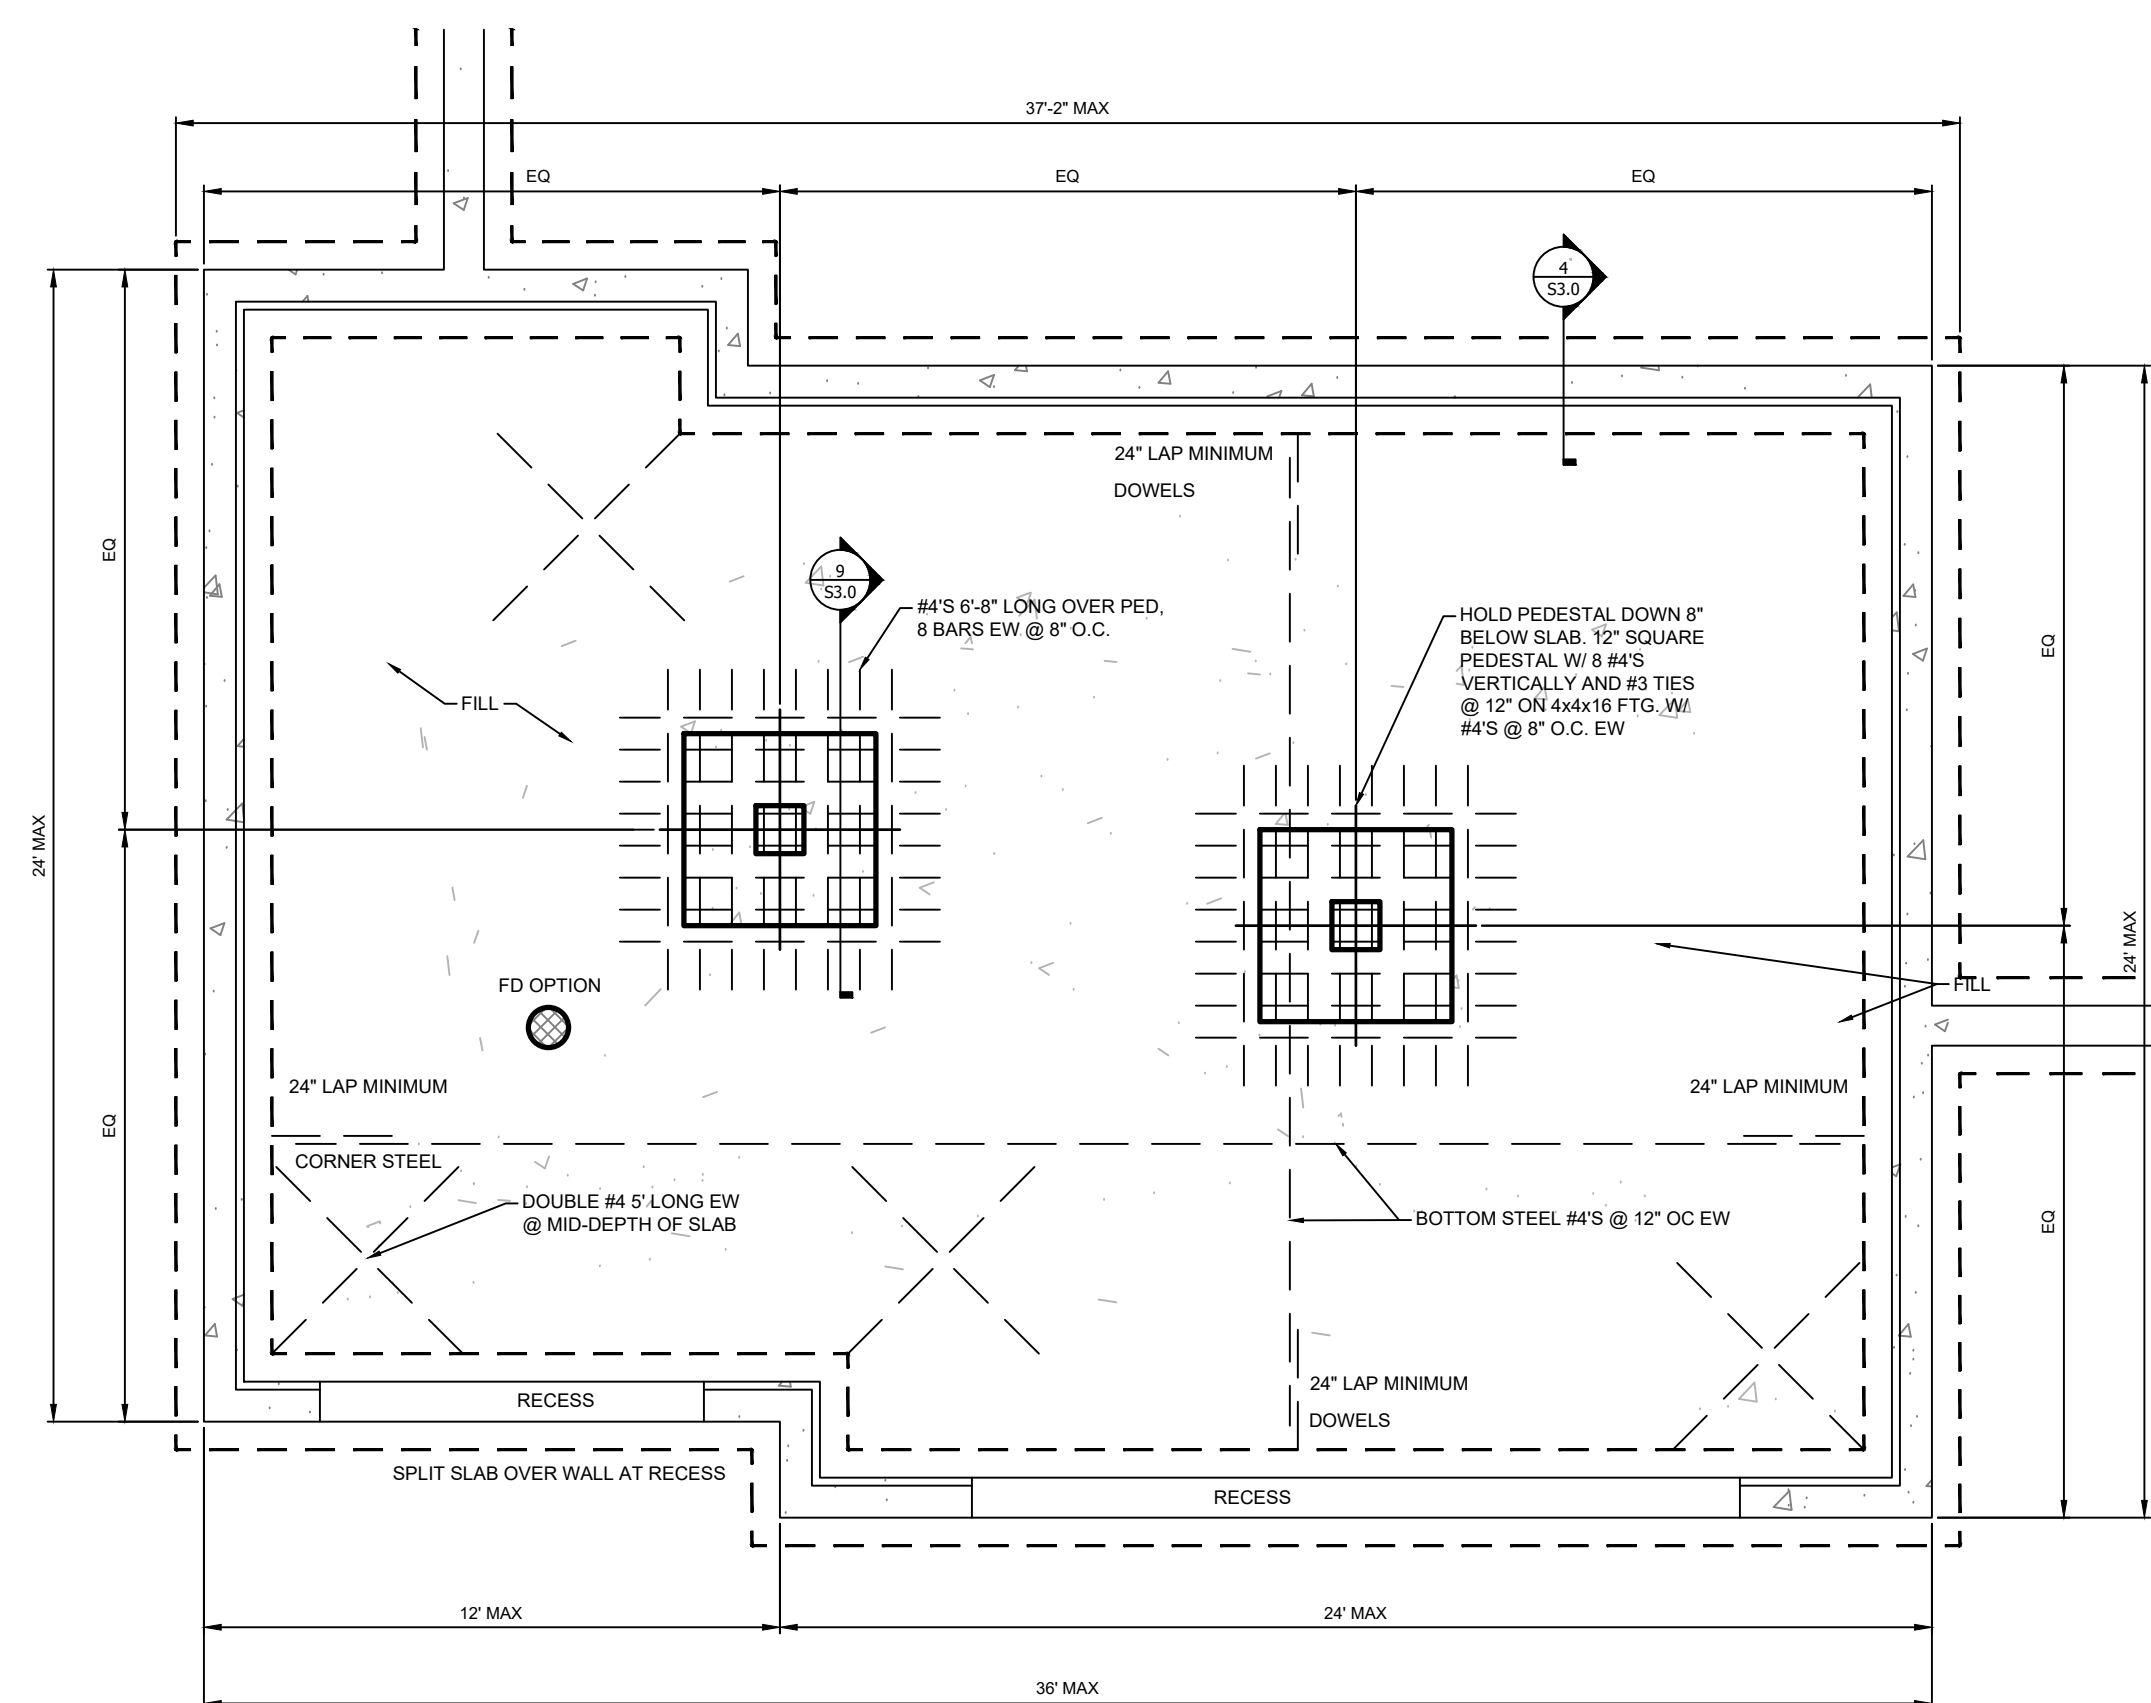 37'-2" MAX
EQ
EQ
EQ
4
S3.0
24" LAP MINIMUM
DOWELS
EQ
9
S3.0
#4'S 6'-8" LONG OVER PED,
8 BARS EW @ 8" O.C.
HOLD PEDESTAL DOWN 8"
BELOW SLAB. 12" SQUARE
PEDESTAL W/ 8 #4'S
VERTICALLY AND #3 TIES
@ 12" ON 4x4x16 FTG. W/
#4'S @ 8" O.C. EW
EQ
FILL
24' MAX
24' MAX
FD OPTION
FILL
24" LAP MINIMUM
24" LAP MINIMUM
EQ
CORNER STEEL
DOUBLE #4 5' LONG EW
@ MID-DEPTH OF SLAB
BOTTOM STEEL #4'S @ 12" OC EW
EQ
24" LAP MINIMUM
DOWELS
RECESS
SPLIT SLAB OVER WALL AT RECESS
RECESS
12' MAX
24' MAX
36' MAX